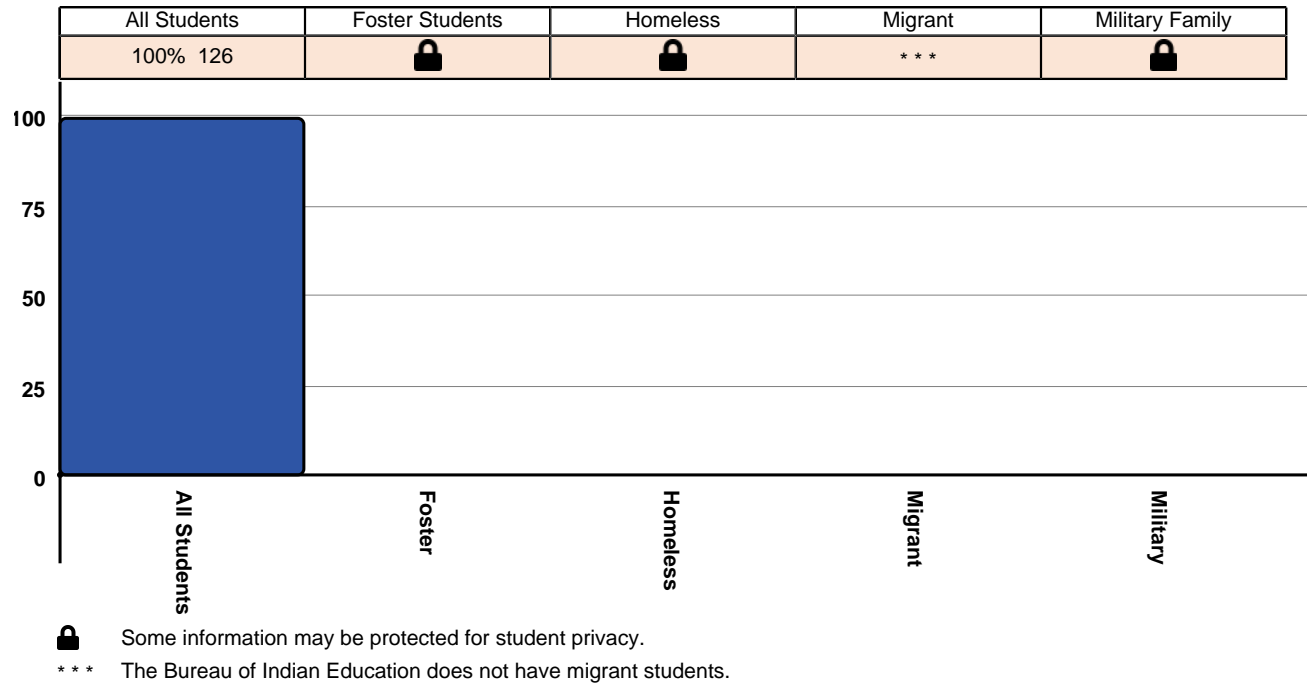 All Students Foster Students Homeless Migrant Military Family
100% 126 * * *
100
75
50
25
0
All Students
Foster
Homeless
Migrant
Military
Some information may be protected for student privacy.
* * * The Bureau of Indian Education does not have migrant students.